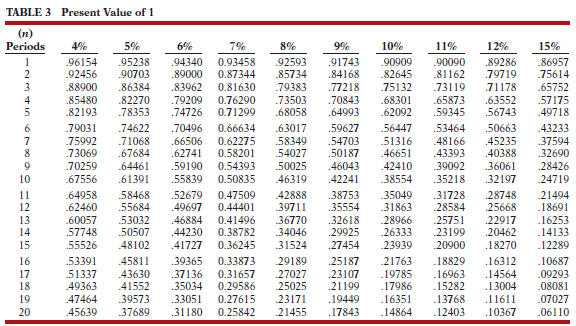 TABLE 3 Present Value of 1
(n)
Periods 4% 5% 6% 7% 8% 9% 10% 11% 12% 15%
1 .96154 .95238 .94340 0.93458 .92593 .91743 .90909 .90090 .89286 .86957
2 .92456 .90703 .89000 0.87344 .85734 .84168 .82645 .81162 .79719 .75614
3 .88900 .86384 .83962 0.81630 .79383 .77218 .75132 .73119 .71178 .65752
4 .85480 .82270 .79209 0.76290 .73503 .70843 .68301 .65873 .63552 .57175
5 .82193 .78353 .74726 0.71299 .68058 .64993 .62092 .59345 .56743 .49718
6 .79031 .74622 .70496 0.66634 .63017 .59627 .56447 .53464 .50663 .43233
7 .75992 .71068 .66506 0.62275 .58349 .54703 .51316 .48166 .45235 .37594
8 .73069 .67684 .62741 0.58201 .54027 .50187 .46651 .43393 .40388 .32690
9 .70259 .64461 .59190 0.54393 .50025 .46043 .42410 .39092 .36061 .28426
10 .67556 .61391 .55839 0.50835 .46319 .42241 .38554 .35218 .32197 .24719
11 .64958 .58468 .52679 0.47509 .42888 .38753 .35049 .31728 .28748 .21494
12 .62460 .55684 .49697 0.44401 .39711 .35554 .31863 .28584 .25668 .18691
13 .60057 .53032 .46884 0.41496 .36770 .32618 .28966 .25751 .22917 .16253
14 .57748 .50507 .44230 0.38782 .34046 .29925 .26333 .23199 .20462 .14133
15 .55526 .48102 .41727 0.36245 .31524 .27454 .23939 .20900 .18270 .12289
16 .53391 .45811 .39365 0.33873 .29189 .25187 .21763 .18829 .16312 .10687
17 .51337 .43630 .37136 0.31657 .27027 .23107 .19785 .16963 .14564 .09293
18 .49363 .41552 .35034 0.29586 .25025 .21199 .17986 .15282 .13004 .08081
19 .47464 .39573 .33051 0.27615 .23171 .19449 .16351 .13768 .11611 .07027
20 .45639 .37689 .31180 0.25842 .21455 .17843 .14864 .12403 .10367 .06110